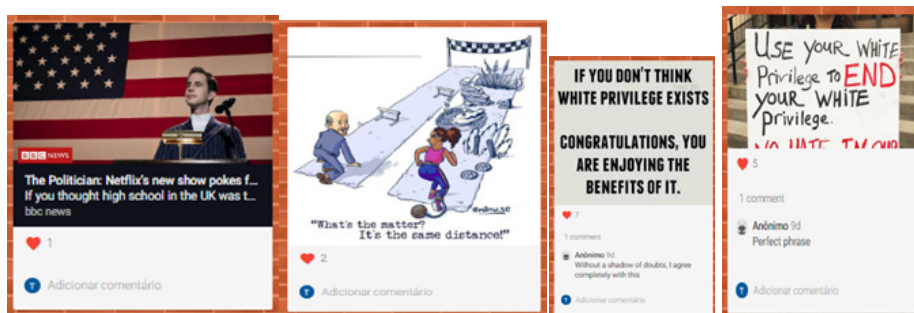 BBC NEWS
The Politician: Netflix's new show pokes f...
If you thought high school in the UK was t...
bbc news
1
T
Adicionar comentário
"What's the matter?
It's the same distance!"
2
T
Adicionar comentário
IF YOU DON'T THINK
WHITE PRIVILEGE EXISTS
CONGRATULATIONS, YOU
ARE ENJOYING THE
BENEFITS OF IT.
7
1 comment
Anônimo 9d
Without a shadow of doubts, I agree
completely with this
T
Adicionar comentário
USE YOUR WHITE
Privilege TO END
YOUR WHITE
Privilege.
NO HATE IN OUR
5
1 comment
Anônimo 9d
Perfect phrase
T
Adicionar comentário